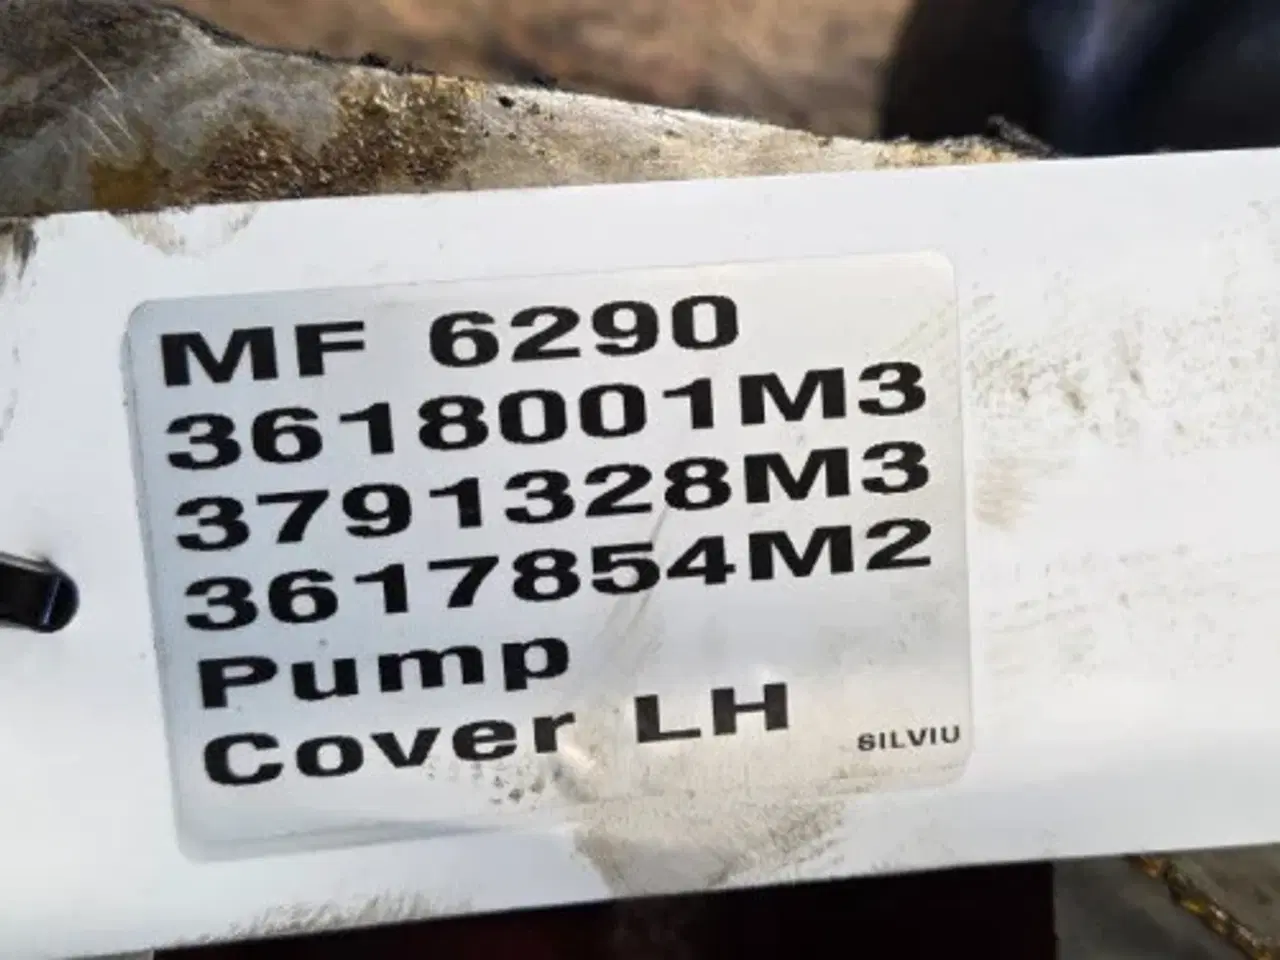 MF 6290
3618001M3
3791328M3
3617854M2
Pump
Cover LH
SILVIU